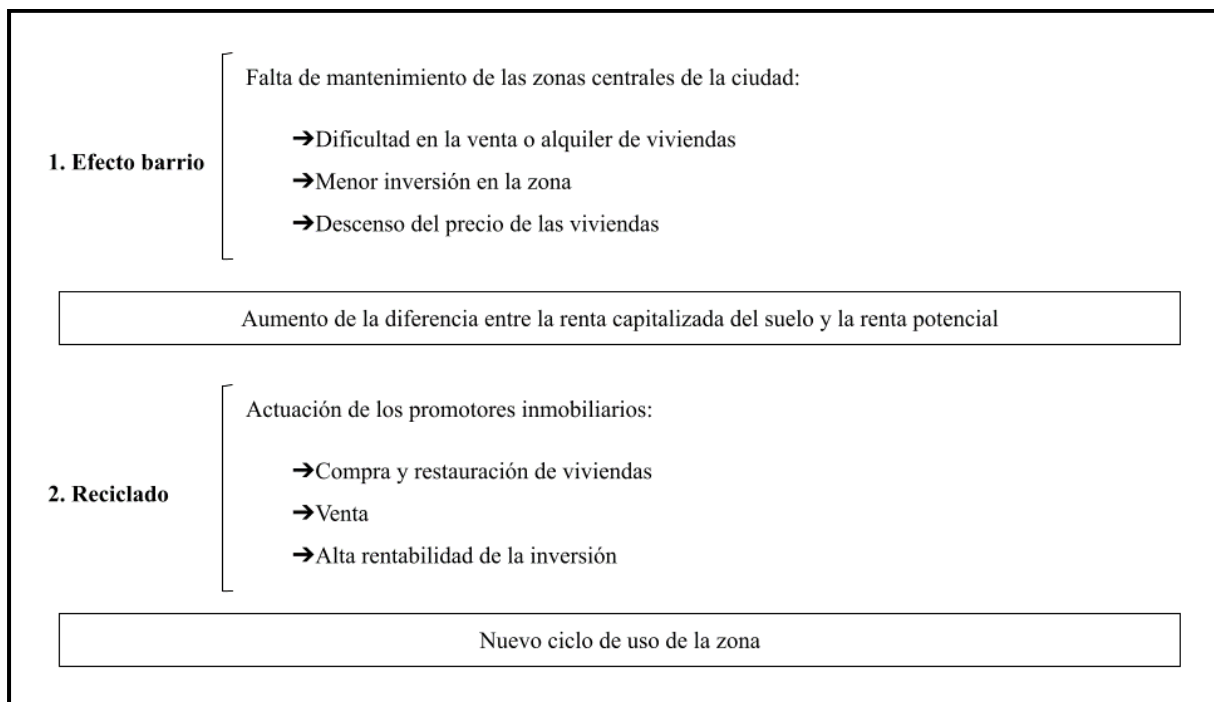 Falta de mantenimiento de las zonas centrales de la ciudad:
1. Efecto barrio
➔Dificultad en la venta o alquiler de viviendas
➔Menor inversión en la zona
➔Descenso del precio de las viviendas
Aumento de la diferencia entre la renta capitalizada del suelo y la renta potencial
2. Reciclado
Actuación de los promotores inmobiliarios:
➔Compra y restauración de viviendas
➔Venta
➔Alta rentabilidad de la inversión
Nuevo ciclo de uso de la zona